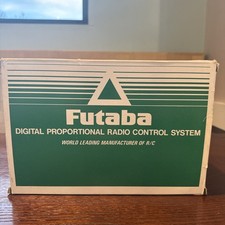 Futaba
DIGITAL PROPORTIONAL RADIO CONTROL SYSTEM
WORLD LEADING MANUFACTURER OF R/C